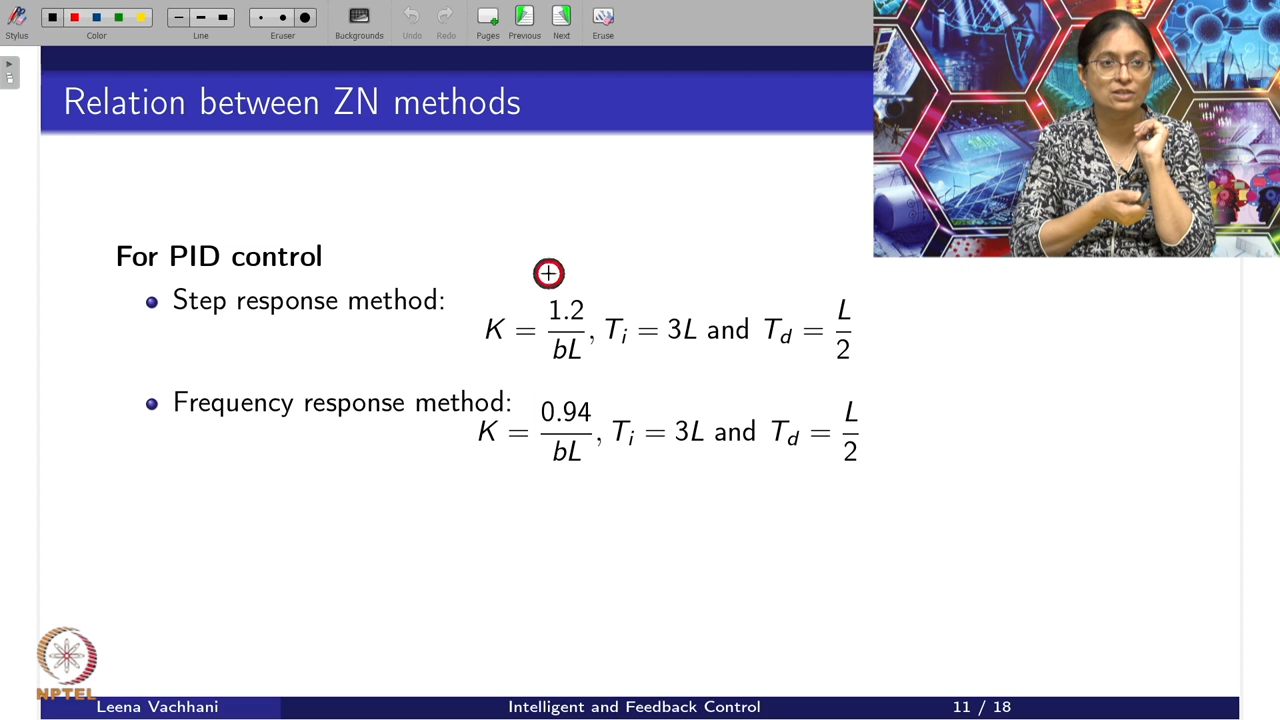 Stylus
Color
Line
Eraser
Backgrounds
Undo
Redo
Pages
Previous
Next
Erase
Relation between ZN methods
For PID control
Step response method:
K = 1.2/bL, T_i = 3L and T_d = L/2
Frequency response method:
K = 0.94/bL, T_i = 3L and T_d = L/2
NPTEL
Leena Vachhani
Intelligent and Feedback Control
11 / 18